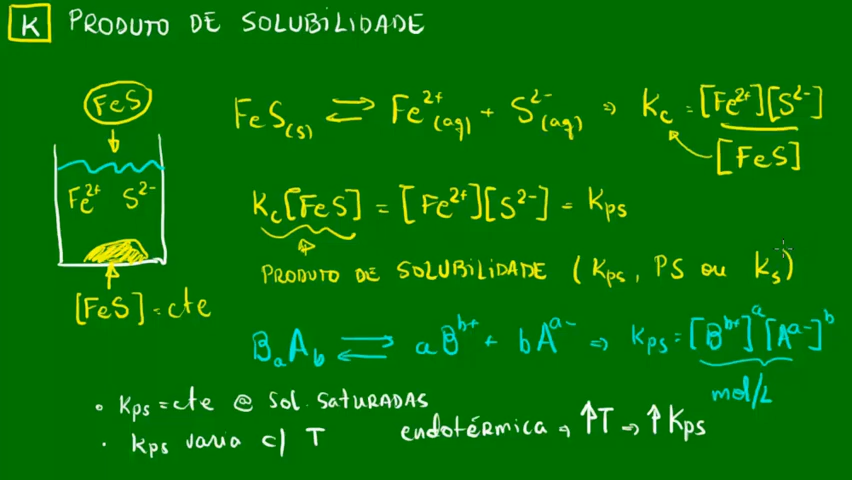 K PRODUTO DE SOLUBILIDADE
FeS
Fe²⁺ S²⁻
[FeS] = cte
FeS(s) ⇌ Fe²⁺(aq) + S²⁻(aq) ⇒ Kc = [Fe²⁺][S²⁻] / [FeS]
Kc[FeS] = [Fe²⁺][S²⁻] = Kps
PRODUTO DE SOLUBILIDADE (Kps, PS ou Ks)
BaAb ⇌ aBᵇ⁺ + bAᵃ⁻ ⇒ Kps = [Bᵇ⁺]ᵃ[Aᵃ⁻]ᵇ
mol/L
• Kps = cte @ sol. SATURADAS
• Kps varia c/ T
endotérmica → ↑T → ↑Kps